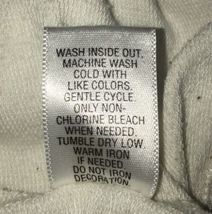 WASH INSIDE OUT.
MACHINE WASH
COLD WITH
LIKE COLORS.
GENTLE CYCLE.
ONLY NON-
CHLORINE BLEACH
WHEN NEEDED.
TUMBLE DRY LOW.
WARM IRON
IF NEEDED
DO NOT IRON
DECORATION